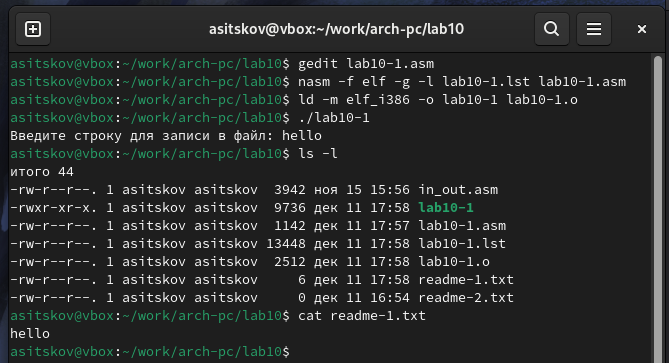 asitskov@vbox:~/work/arch-pc/lab10
asitskov@vbox:~/work/arch-pc/lab10$ gedit lab10-1.asm
asitskov@vbox:~/work/arch-pc/lab10$ nasm -f elf -g -l lab10-1.lst lab10-1.asm
asitskov@vbox:~/work/arch-pc/lab10$ ld -m elf_i386 -o lab10-1 lab10-1.o
asitskov@vbox:~/work/arch-pc/lab10$ ./lab10-1
Введите строку для записи в файл: hello
asitskov@vbox:~/work/arch-pc/lab10$ ls -l
итого 44
-rw-r--r--. 1 asitskov asitskov  3942 ноя 15 15:56 in_out.asm
-rwxr-xr-x. 1 asitskov asitskov  9736 дек 11 17:58 lab10-1
-rw-r--r--. 1 asitskov asitskov  1142 дек 11 17:57 lab10-1.asm
-rw-r--r--. 1 asitskov asitskov 13448 дек 11 17:58 lab10-1.lst
-rw-r--r--. 1 asitskov asitskov  2512 дек 11 17:58 lab10-1.o
-rw-r--r--. 1 asitskov asitskov     6 дек 11 17:58 readme-1.txt
-rw-r--r--. 1 asitskov asitskov     0 дек 11 16:54 readme-2.txt
asitskov@vbox:~/work/arch-pc/lab10$ cat readme-1.txt
hello
asitskov@vbox:~/work/arch-pc/lab10$